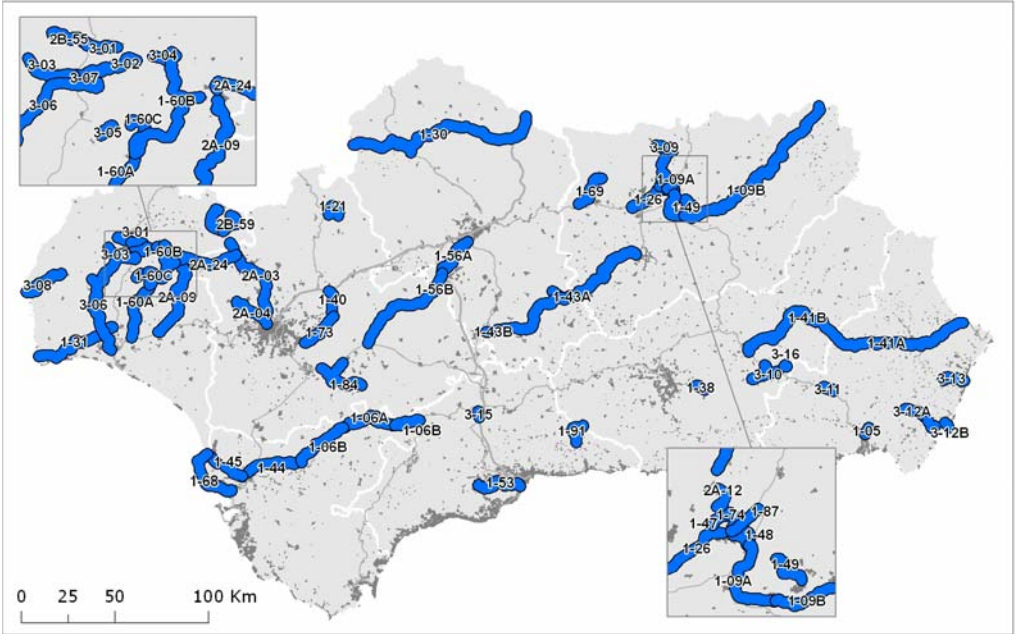 2B-55
3-01
3-04
3-03
3-02
3-07
2A-24
3-06
1-60B
1-60C
3-05
2A-09
1-60A
1-30
3-09
1-09A
1-69
1-26
1-49
1-09B
1-21
2B-59
3-01
3-03
1-60B
2A-24
1-56A
3-08
1-60C
2A-03
1-56B
3-06
1-60A
2A-09
2A-04
1-40
1-43A
1-31
1-73
1-43B
1-41B
1-41A
3-16
3-10
1-84
1-38
3-11
3-13
1-06A
1-06B
3-15
3-12A
1-06B
1-91
1-05
3-12B
1-45
1-44
1-68
1-53
2A-12
1-74
1-87
1-47
1-48
1-26
1-49
1-09A
1-09B
0 25 50 100 Km